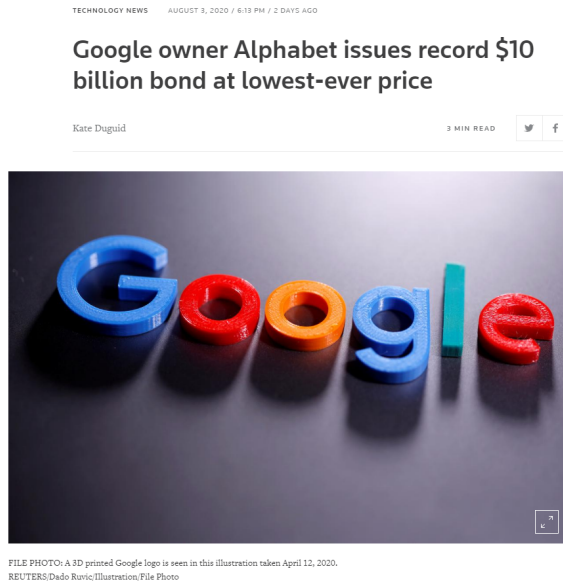 TECHNOLOGY NEWS AUGUST 3, 2020 / 6:13 PM / 2 DAYS AGO
Google owner Alphabet issues record $10
billion bond at lowest-ever price
Kate Duguid
3 MIN READ
Google
FILE PHOTO: A 3D printed Google logo is seen in this illustration taken April 12, 2020.
REUTERS/Dado Ruvic/Illustration/File Photo